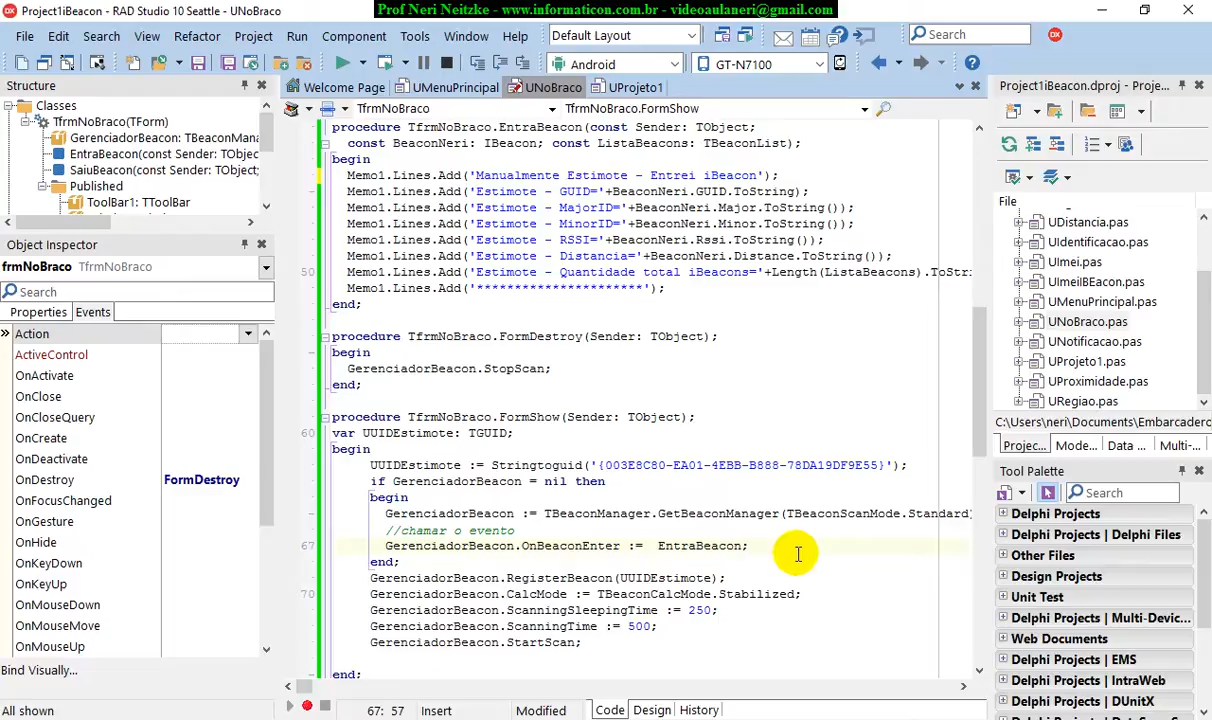 Project1iBeacon - RAD Studio 10 Seattle - UNoBraco
Prof Neri Neitzke - www.informaticon.com.br - videoaulaneri@gmail.com
File Edit Search View Refactor Project Run Component Tools Window Help
Default Layout
Search
Android
GT-N7100
Structure
Welcome Page UMenuPrincipal UNoBraco UProjeto1
Project1iBeacon.dproj - Proje...
Classes
TfrmNoBraco(TForm)
GerenciadorBeacon: TBeaconMana
EntraBeacon(const Sender: TObjec
SaiuBeacon(const Sender: TObject;
Published
ToolBar1: TToolBar
TfrmNoBraco
TfrmNoBraco.FormShow
procedure TfrmNoBraco.EntraBeacon(const Sender: TObject;
const BeaconNeri: IBeacon; const ListaBeacons: TBeaconList);
begin
Memo1.Lines.Add('Manualmente Estimote - Entrei iBeacon');
Memo1.Lines.Add('Estimote - GUID='+BeaconNeri.GUID.ToString);
Memo1.Lines.Add('Estimote - MajorID='+BeaconNeri.Major.ToString());
Memo1.Lines.Add('Estimote - MinorID='+BeaconNeri.Minor.ToString());
Memo1.Lines.Add('Estimote - RSSI='+BeaconNeri.Rssi.ToString());
Memo1.Lines.Add('Estimote - Distancia='+BeaconNeri.Distance.ToString());
50 Memo1.Lines.Add('Estimote - Quantidade total iBeacons='+Length(ListaBeacons).ToStr:
Memo1.Lines.Add('**********************');
end;
procedure TfrmNoBraco.FormDestroy(Sender: TObject);
begin
GerenciadorBeacon.StopScan;
end;
procedure TfrmNoBraco.FormShow(Sender: TObject);
60 var UUIDEstimote: TGUID;
begin
UUIDEstimote := Stringtoguid('{003E8C80-EA01-4EBB-B888-78DA19DF9E55}');
if GerenciadorBeacon = nil then
begin
GerenciadorBeacon := TBeaconManager.GetBeaconManager(TBeaconScanMode.Standard)
//chamar o evento
67 GerenciadorBeacon.OnBeaconEnter := EntraBeacon;
end;
GerenciadorBeacon.RegisterBeacon(UUIDEstimote);
70 GerenciadorBeacon.CalcMode := TBeaconCalcMode.Stabilized;
GerenciadorBeacon.ScanningSleepingTime := 250;
GerenciadorBeacon.ScanningTime := 500;
GerenciadorBeacon.StartScan;
end;
67: 57 Insert Modified Code Design History
Object Inspector
frmNoBraco TfrmNoBraco
Search
Properties Events
Action
ActiveControl
OnActivate
OnClose
OnCloseQuery
OnCreate
OnDeactivate
OnDestroy FormDestroy
OnFocusChanged
OnGesture
OnHide
OnKeyDown
OnKeyUp
OnMouseDown
OnMouseMove
OnMouseUp
Bind Visually...
All shown
File
UDistancia.pas
UIdentificacao.pas
UImei.pas
UImeiIBEacon.pas
UMenuPrincipal.pas
UNoBraco.pas
UNotificacao.pas
UProjeto1.pas
UProximidade.pas
URegiao.pas
C:\Users\neri\Documents\Embarcadero
Projec... Mode... Data ... Multi-...
Tool Palette
Search
Delphi Projects
Delphi Projects | Delphi Files
Other Files
Design Projects
Unit Test
Delphi Projects | Multi-Devic...
Web Documents
Delphi Projects | EMS
Delphi Projects | IntraWeb
Delphi Projects | DUnitX